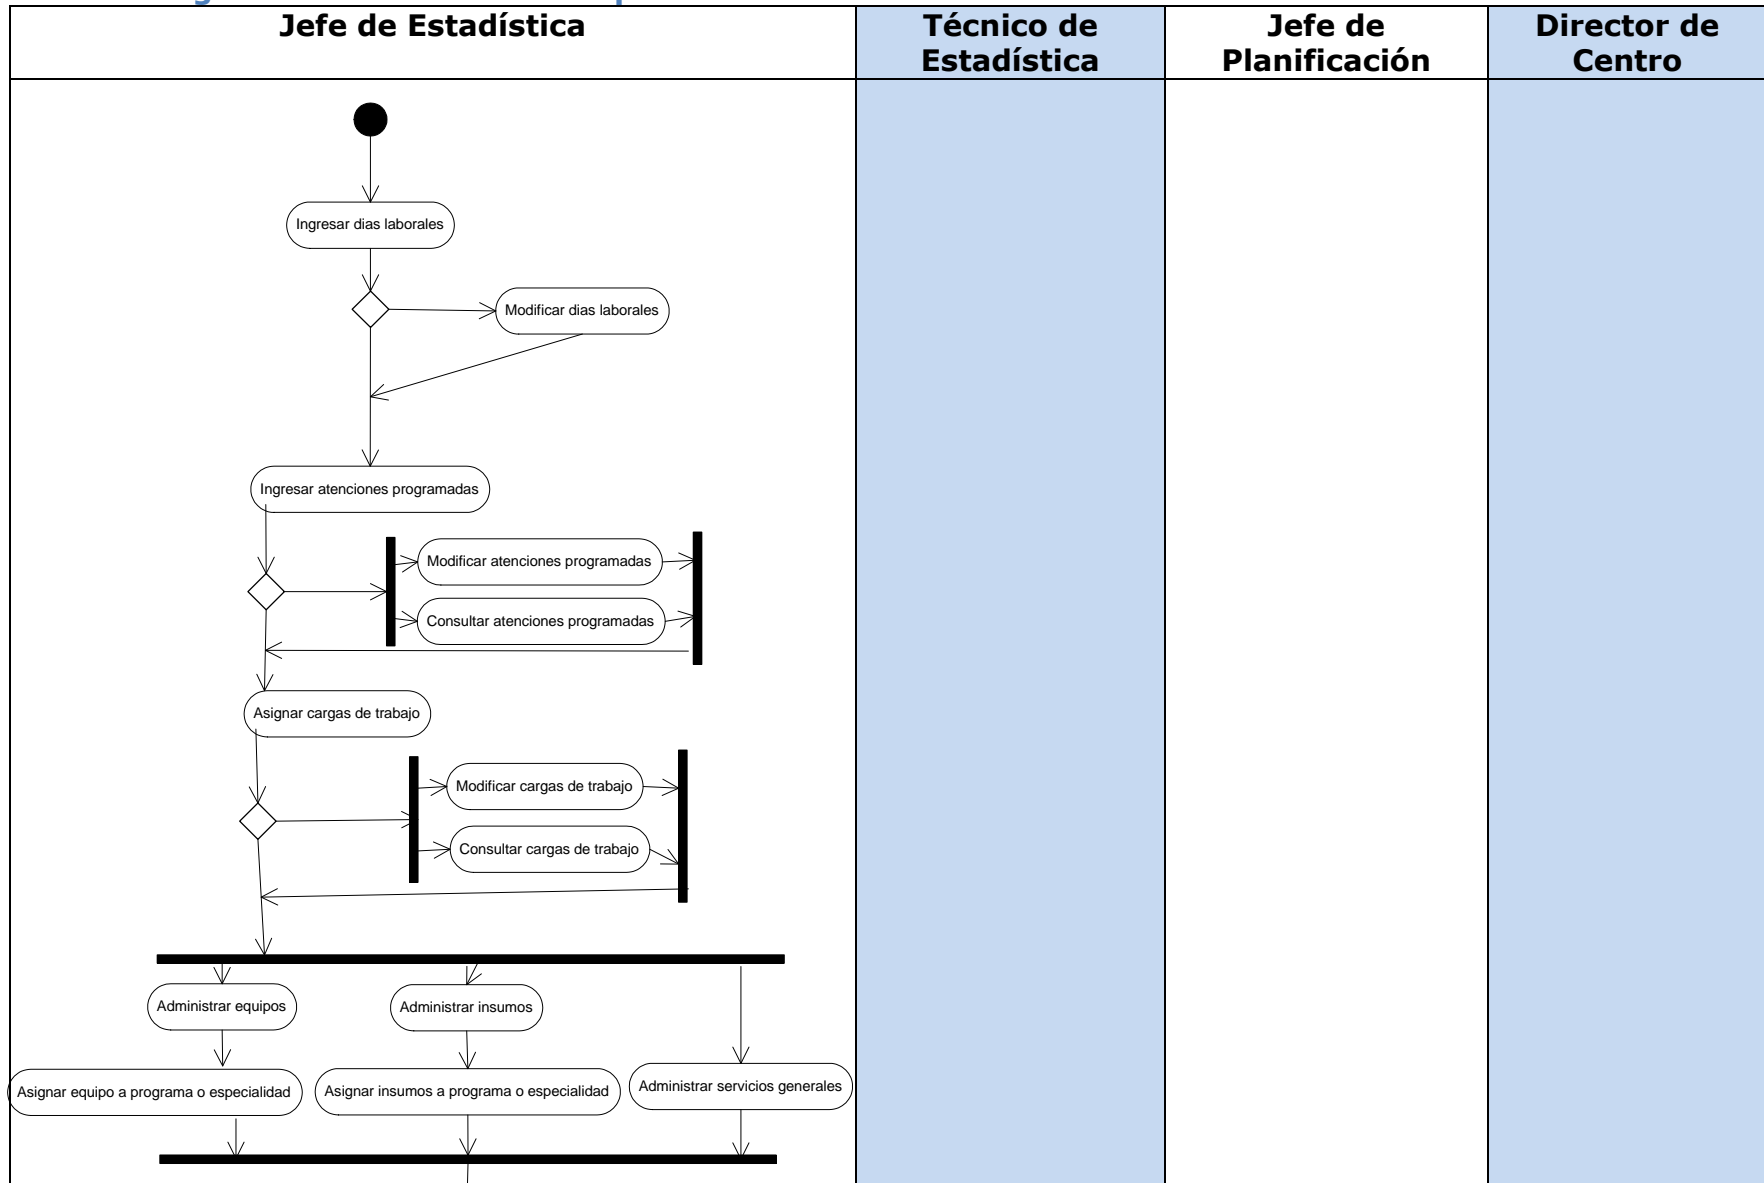 Jefe de Estadística
Técnico de
Estadística
Jefe de
Planificación
Director de
Centro
Ingresar dias laborales
Modificar dias laborales
Ingresar atenciones programadas
Modificar atenciones programadas
Consultar atenciones programadas
Asignar cargas de trabajo
Modificar cargas de trabajo
Consultar cargas de trabajo
Administrar equipos
Administrar insumos
Asignar equipo a programa o especialidad
Asignar insumos a programa o especialidad
Administrar servicios generales